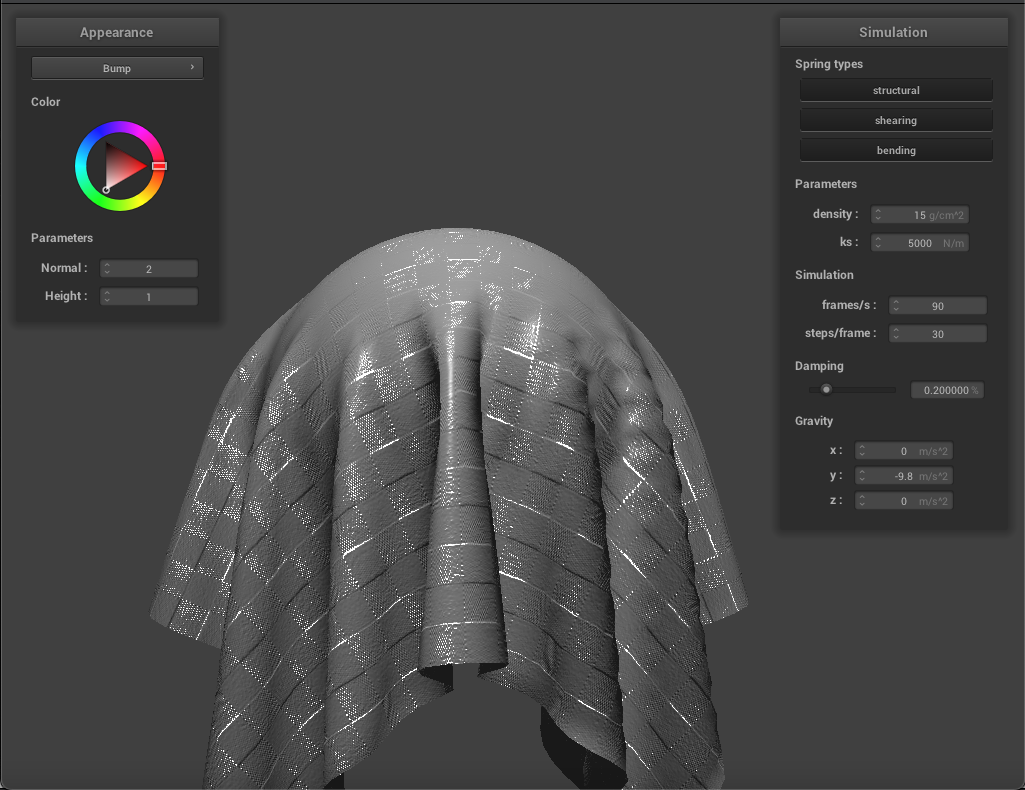 Appearance
Bump
Color
Parameters
Normal : 2
Height : 1
Simulation
Spring types
structural
shearing
bending
Parameters
density : 15 g/cm^2
ks : 5000 N/m
Simulation
frames/s : 90
steps/frame : 30
Damping
0.200000 %
Gravity
x : 0 m/s^2
y : -9.8 m/s^2
z : 0 m/s^2